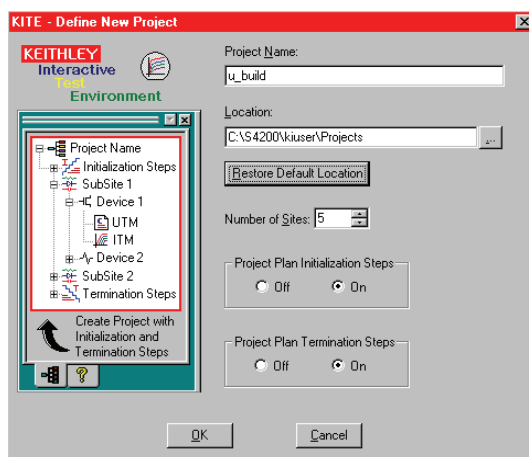 KITE - Define New Project
KEITHLEY
Interactive
Test
Environment
Project Name
Initialization Steps
SubSite 1
Device 1
UTM
ITM
Device 2
SubSite 2
Termination Steps
Create Project with
Initialization and
Termination Steps
Project Name:
u_build
Location:
C:\S4200\kiuser\Projects
...
Restore Default Location
Number of Sites: 5
Project Plan Initialization Steps
Off On
Project Plan Termination Steps
Off On
OK Cancel